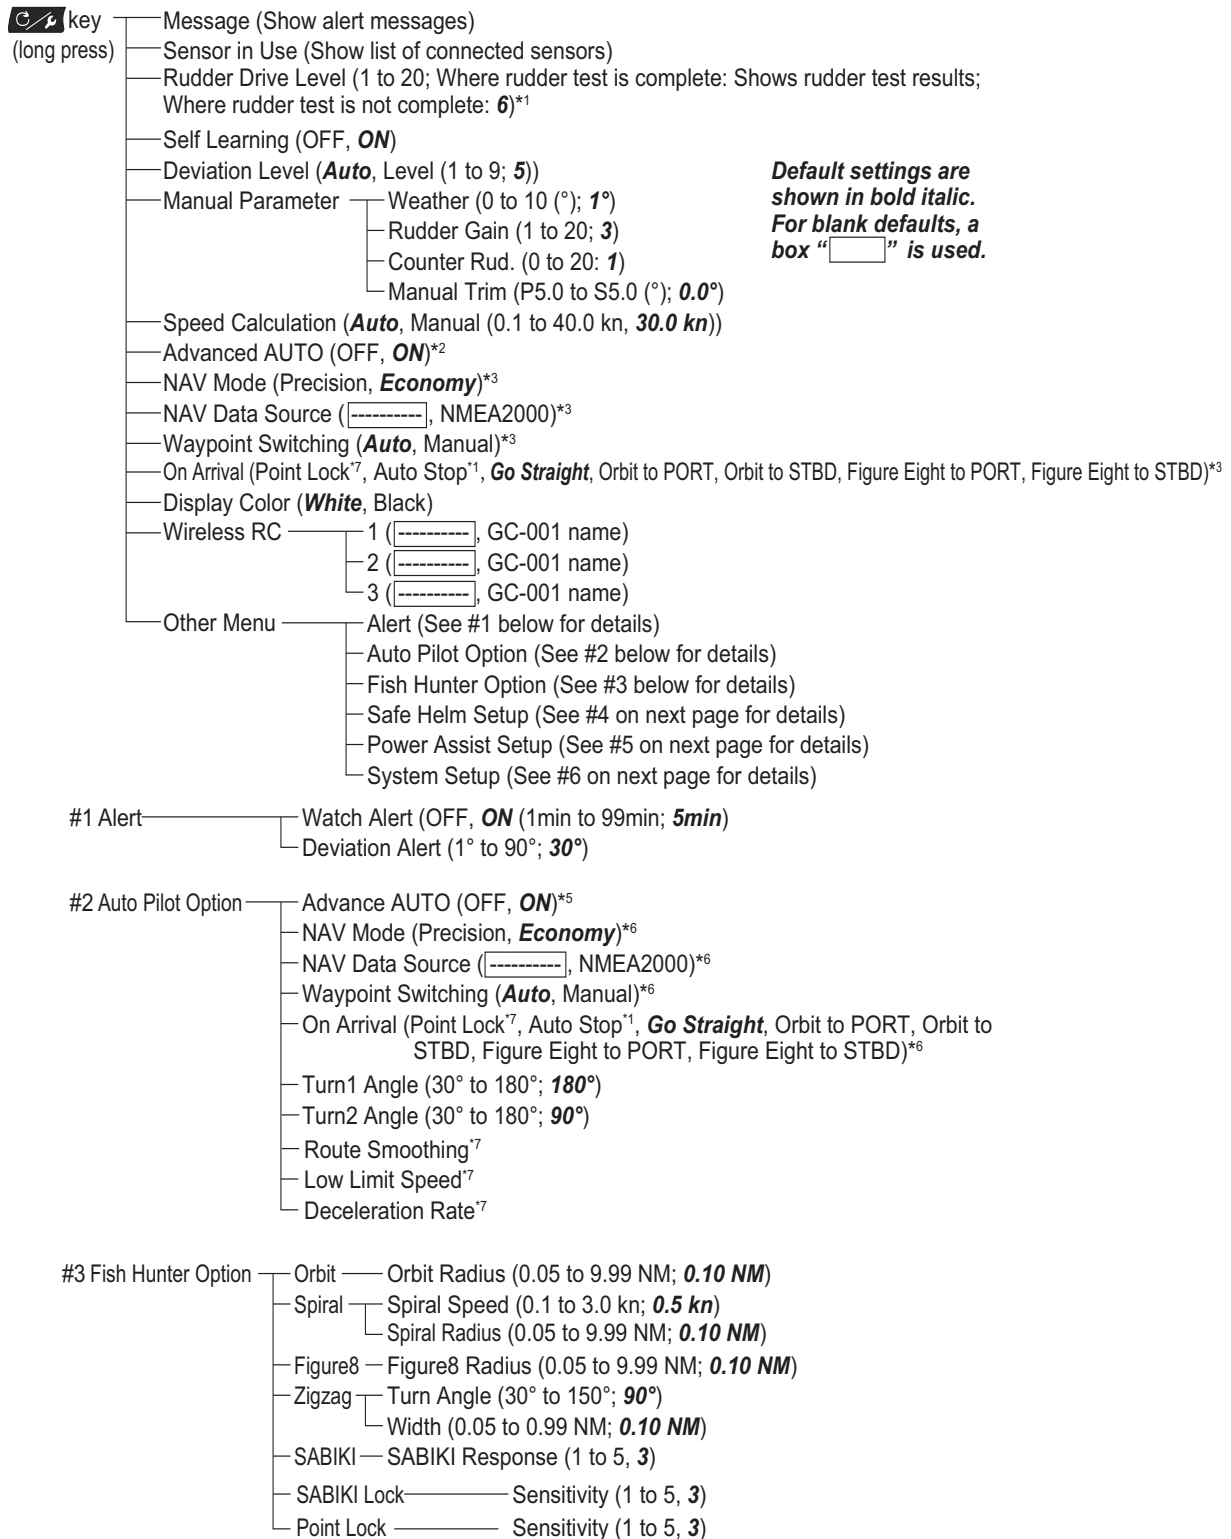 key
(long press)
Message (Show alert messages)
Sensor in Use (Show list of connected sensors)
Rudder Drive Level (1 to 20; Where rudder test is complete: Shows rudder test results;
Where rudder test is not complete: 6)*1
Self Learning (OFF, ON)
Deviation Level (Auto, Level (1 to 9; 5))
Default settings are
shown in bold italic.
For blank defaults, a
box “ ” is used.
Manual Parameter
Weather (0 to 10 (°); 1°)
Rudder Gain (1 to 20; 3)
Counter Rud. (0 to 20: 1)
Manual Trim (P5.0 to S5.0 (°); 0.0°)
Speed Calculation (Auto, Manual (0.1 to 40.0 kn, 30.0 kn))
Advanced AUTO (OFF, ON)*2
NAV Mode (Precision, Economy)*3
NAV Data Source (----------, NMEA2000)*3
Waypoint Switching (Auto, Manual)*3
On Arrival (Point Lock*7, Auto Stop*1, Go Straight, Orbit to PORT, Orbit to STBD, Figure Eight to PORT, Figure Eight to STBD)*3
Display Color (White, Black)
Wireless RC
1 (----------, GC-001 name)
2 (----------, GC-001 name)
3 (----------, GC-001 name)
Other Menu
Alert (See #1 below for details)
Auto Pilot Option (See #2 below for details)
Fish Hunter Option (See #3 below for details)
Safe Helm Setup (See #4 on next page for details)
Power Assist Setup (See #5 on next page for details)
System Setup (See #6 on next page for details)
#1 Alert
Watch Alert (OFF, ON (1min to 99min; 5min)
Deviation Alert (1° to 90°; 30°)
#2 Auto Pilot Option
Advance AUTO (OFF, ON)*5
NAV Mode (Precision, Economy)*6
NAV Data Source (----------, NMEA2000)*6
Waypoint Switching (Auto, Manual)*6
On Arrival (Point Lock*7, Auto Stop*1, Go Straight, Orbit to PORT, Orbit to
STBD, Figure Eight to PORT, Figure Eight to STBD)*6
Turn1 Angle (30° to 180°; 180°)
Turn2 Angle (30° to 180°; 90°)
Route Smoothing*7
Low Limit Speed*7
Deceleration Rate*7
#3 Fish Hunter Option
Orbit
Orbit Radius (0.05 to 9.99 NM; 0.10 NM)
Spiral
Spiral Speed (0.1 to 3.0 kn; 0.5 kn)
Spiral Radius (0.05 to 9.99 NM; 0.10 NM)
Figure8
Figure8 Radius (0.05 to 9.99 NM; 0.10 NM)
Zigzag
Turn Angle (30° to 150°; 90°)
Width (0.05 to 0.99 NM; 0.10 NM)
SABIKI
SABIKI Response (1 to 5, 3)
SABIKI Lock
Sensitivity (1 to 5, 3)
Point Lock
Sensitivity (1 to 5, 3)